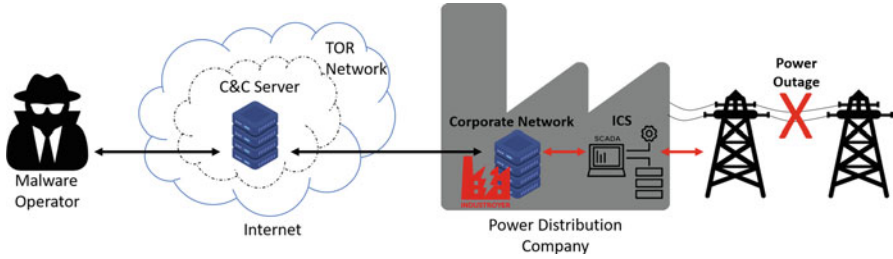 TOR
Network
C&C Server
Malware
Operator
Internet
Corporate Network
ICS
SCADA
INDUSTROYER
Power Distribution
Company
Power
Outage